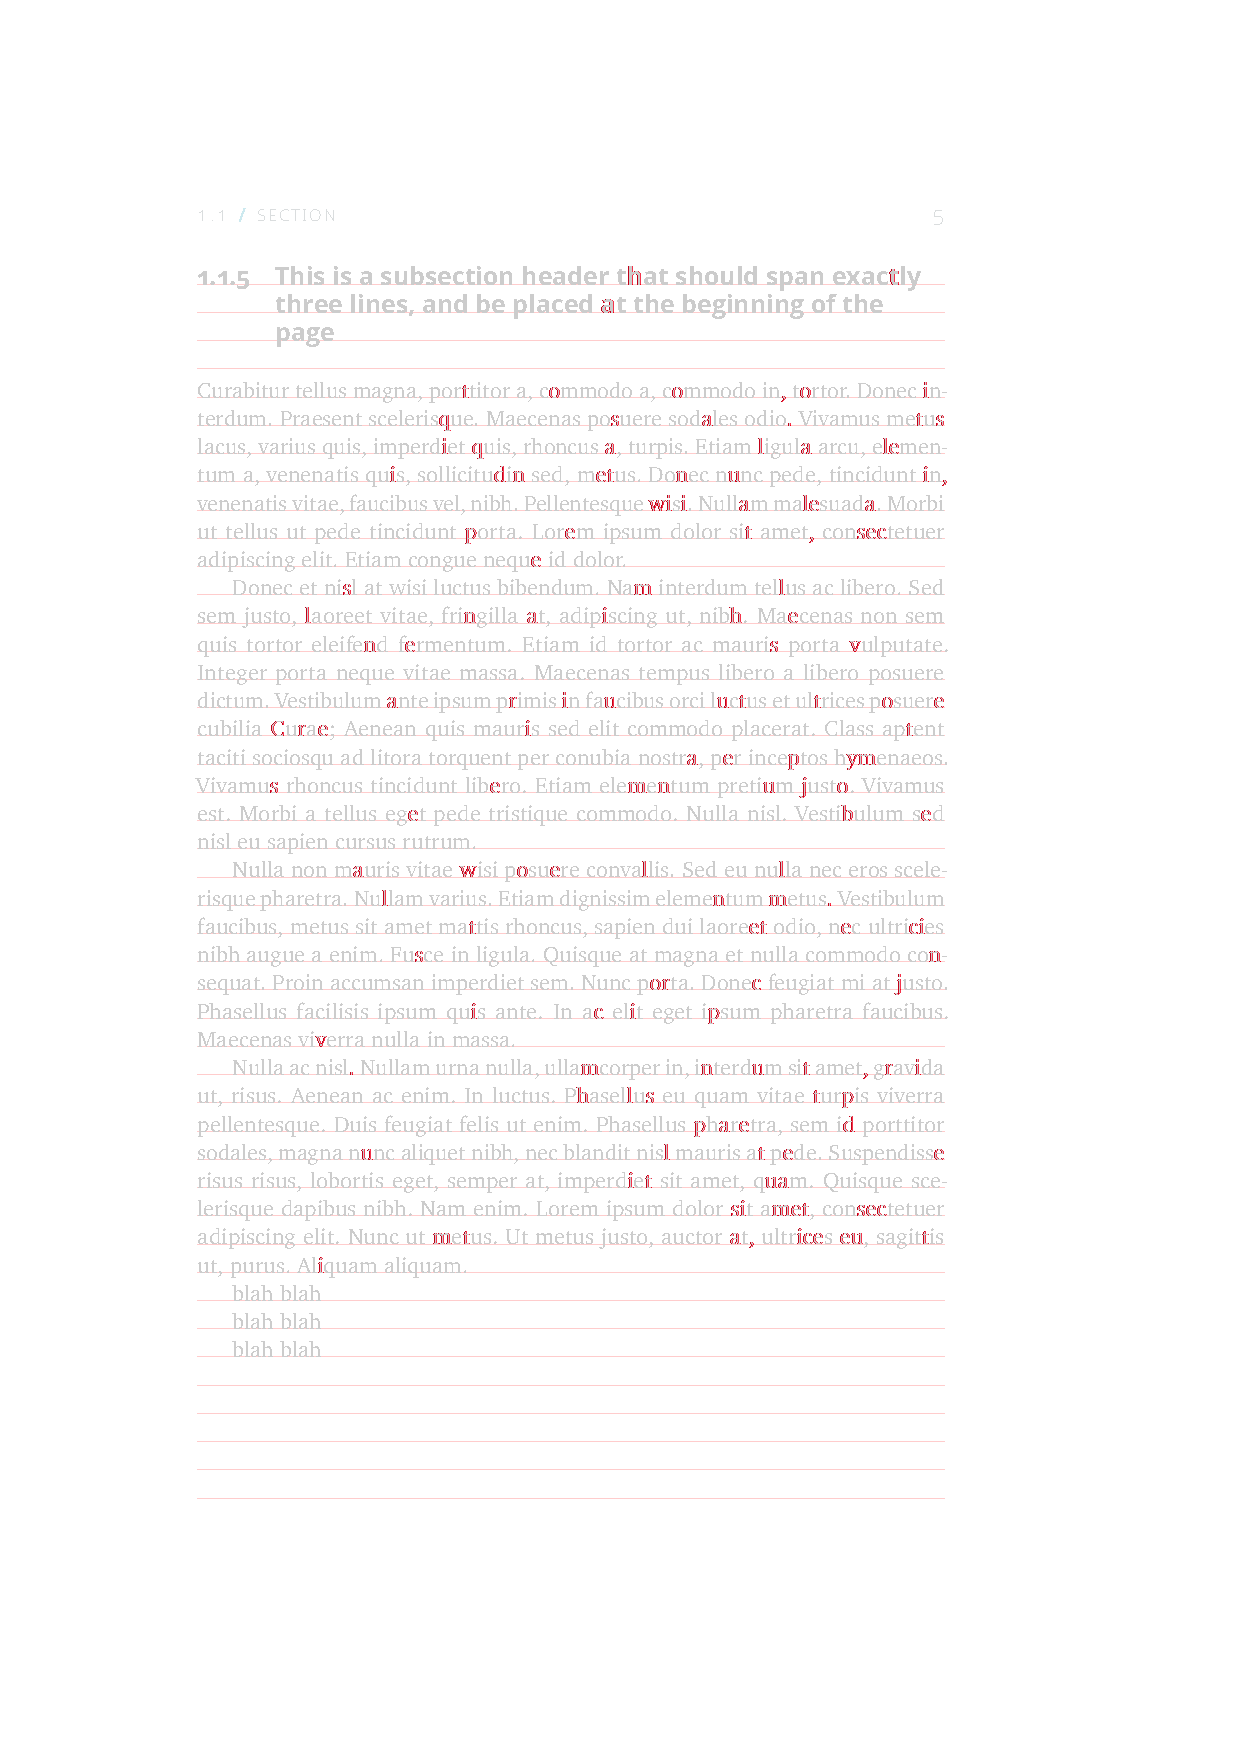 1.1 / SECTION 5
1.1.5 This is a subsection header that should span exactly
three lines, and be placed at the beginning of the
page
Curabitur tellus magna, porttitor a, commodo a, commodo in, tortor. Donec in-
terdum. Praesent scelerisque. Maecenas posuere sodales odio. Vivamus metus
lacus, varius quis, imperdiet quis, rhoncus a, turpis. Etiam ligula arcu, elemen-
tum a, venenatis quis, sollicitudin sed, metus. Donec nunc pede, tincidunt in,
venenatis vitae, faucibus vel, nibh. Pellentesque wisi. Nullam malesuada. Morbi
ut tellus ut pede tincidunt porta. Lorem ipsum dolor sit amet, consectetuer
adipiscing elit. Etiam congue neque id dolor.
Donec et nisl at wisi luctus bibendum. Nam interdum tellus ac libero. Sed
sem justo, laoreet vitae, fringilla at, adipiscing ut, nibh. Maecenas non sem
quis tortor eleifend fermentum. Etiam id tortor ac mauris porta vulputate.
Integer porta neque vitae massa. Maecenas tempus libero a libero posuere
dictum. Vestibulum ante ipsum primis in faucibus orci luctus et ultrices posuere
cubilia Curae; Aenean quis mauris sed elit commodo placerat. Class aptent
taciti sociosqu ad litora torquent per conubia nostra, per inceptos hymenaeos.
Vivamus rhoncus tincidunt libero. Etiam elementum pretium justo. Vivamus
est. Morbi a tellus eget pede tristique commodo. Nulla nisl. Vestibulum sed
nisl eu sapien cursus rutrum.
Nulla non mauris vitae wisi posuere convallis. Sed eu nulla nec eros scele-
risque pharetra. Nullam varius. Etiam dignissim elementum metus. Vestibulum
faucibus, metus sit amet mattis rhoncus, sapien dui laoreet odio, nec ultricies
nibh augue a enim. Fusce in ligula. Quisque at magna et nulla commodo con-
sequat. Proin accumsan imperdiet sem. Nunc porta. Donec feugiat mi at justo.
Phasellus facilisis ipsum quis ante. In ac elit eget ipsum pharetra faucibus.
Maecenas viverra nulla in massa.
Nulla ac nisl. Nullam urna nulla, ullamcorper in, interdum sit amet, gravida
ut, risus. Aenean ac enim. In luctus. Phasellus eu quam vitae turpis viverra
pellentesque. Duis feugiat felis ut enim. Phasellus pharetra, sem id porttitor
sodales, magna nunc aliquet nibh, nec blandit nisl mauris at pede. Suspendisse
risus risus, lobortis eget, semper at, imperdiet sit amet, quam. Quisque sce-
lerisque dapibus nibh. Nam enim. Lorem ipsum dolor sit amet, consectetuer
adipiscing elit. Nunc ut metus. Ut metus justo, auctor at, ultrices eu, sagittis
ut, purus. Aliquam aliquam.
blah blah
blah blah
blah blah